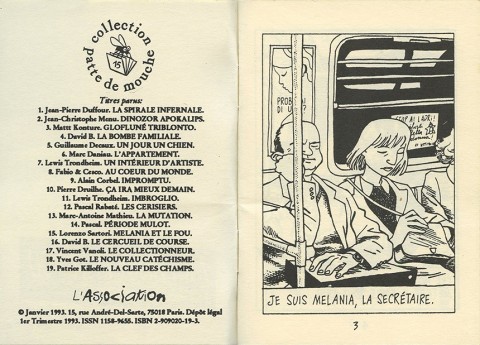 collection
patte de mouche
15
Titres parus:
1. Jean-Pierre Duffour. LA SPIRALE INFERNALE.
2. Jean-Christophe Menu. DINOZOR APOKALIPS.
3. Mattt Konture. GLOFLUNÉ TRIBLONTO.
4. David B. LA BOMBE FAMILIALE.
5. Guillaume Decaux. UN JOUR UN CHIEN.
6. Marc Daniau. L'APPARTEMENT.
7. Lewis Trondheim. UN INTÉRIEUR D'ARTISTE.
8. Fabio & Cesco. AU COEUR DU MONDE.
9. Alain Corbel. IMPROMPTU.
10. Pierre Druilhe. ÇA IRA MIEUX DEMAIN.
11. Lewis Trondheim. IMBROGLIO.
12. Pascal Rabaté. LES CERISIERS.
13. Marc-Antoine Mathieu. LA MUTATION.
14. Pascal. PÉRIODE MULOT.
15. Lorenzo Sartori. MELANIA ET LE FOU.
16. David B. LE CERCUEIL DE COURSE.
17. Vincent Vanoli. LE COLLECTIONNEUR.
18. Yves Got. LE NOUVEAU CATÉCHISME.
19. Patrice Killoffer. LA CLEF DES CHAMPS.
L'Association
© Janvier 1993. 15, rue André-Del-Sarte, 75018 Paris. Dépôt légal
1er Trimestre 1993. ISSN 1158-9655. ISBN 2-909020-19-3.
JE SUIS MELANIA, LA SECRÉTAIRE.
3